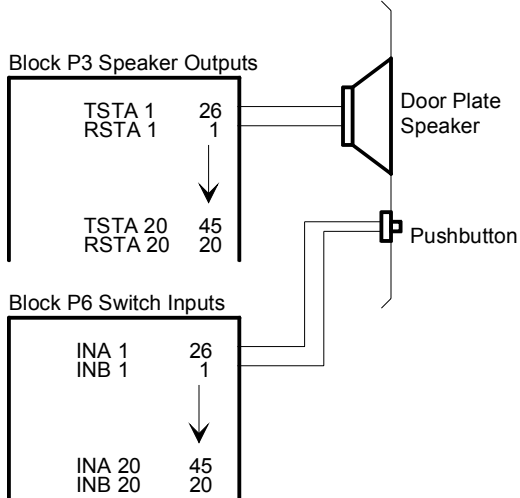 Block P3 Speaker Outputs
TSTA 1 26
RSTA 1 1
TSTA 20 45
RSTA 20 20
Door Plate
Speaker
Pushbutton
Block P6 Switch Inputs
INA 1 26
INB 1 1
INA 20 45
INB 20 20